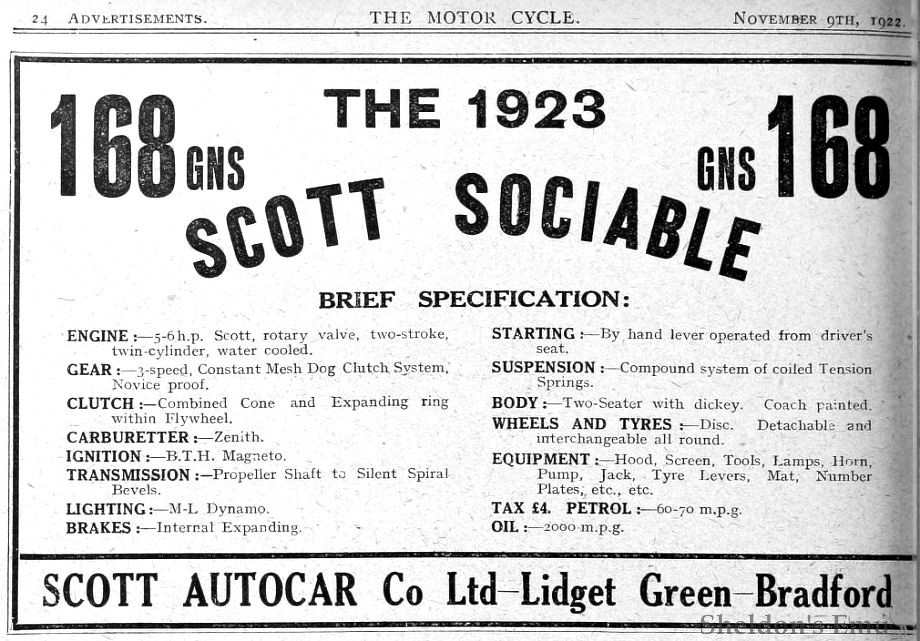 24 ADVERTISEMENTS. THE MOTOR CYCLE. NOVEMBER 9TH, 1922.
THE 1923
168 GNS GNS 168
SCOTT SOCIABLE
BRIEF SPECIFICATION:
ENGINE:—5-6 h.p. Scott, rotary valve, two-stroke,
twin-cylinder, water cooled.
GEAR:—3-speed, Constant Mesh Dog Clutch System,
Novice proof.
CLUTCH:—Combined Cone and Expanding ring
within Flywheel.
CARBURETTER:—Zenith.
IGNITION:—B.T.H. Magneto.
TRANSMISSION:—Propeller Shaft to Silent Spiral
Bevels.
LIGHTING:—M-L Dynamo.
BRAKES:—Internal Expanding.
STARTING:—By hand lever operated from driver's
seat.
SUSPENSION:—Compound system of coiled Tension
Springs.
BODY:—Two-Seater with dickey. Coach painted.
WHEELS AND TYRES:—Disc. Detachable and
interchangeable all round.
EQUIPMENT:—Hood, Screen, Tools, Lamps, Horn,
Pump, Jack, Tyre Levers, Mat, Number
Plates, etc., etc.
TAX £4. PETROL:—60-70 m.p.g.
OIL:—2000 m.p.g.
SCOTT AUTOCAR Co Ltd—Lidget Green—Bradford
Sheldon's Emu